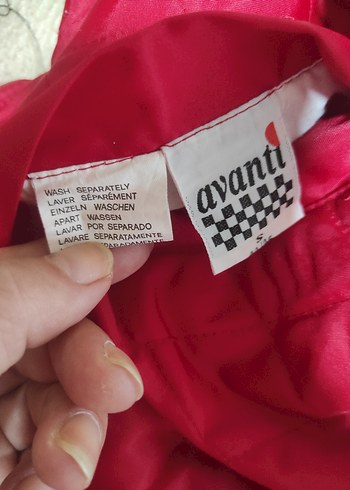 WASH SEPARATELY
LAVER SÉPARÉMENT
EINZELN WASCHEN
APART WASSEN
LAVAR POR SEPARADO
LAVARE SEPARATAMENTE
avanti
S